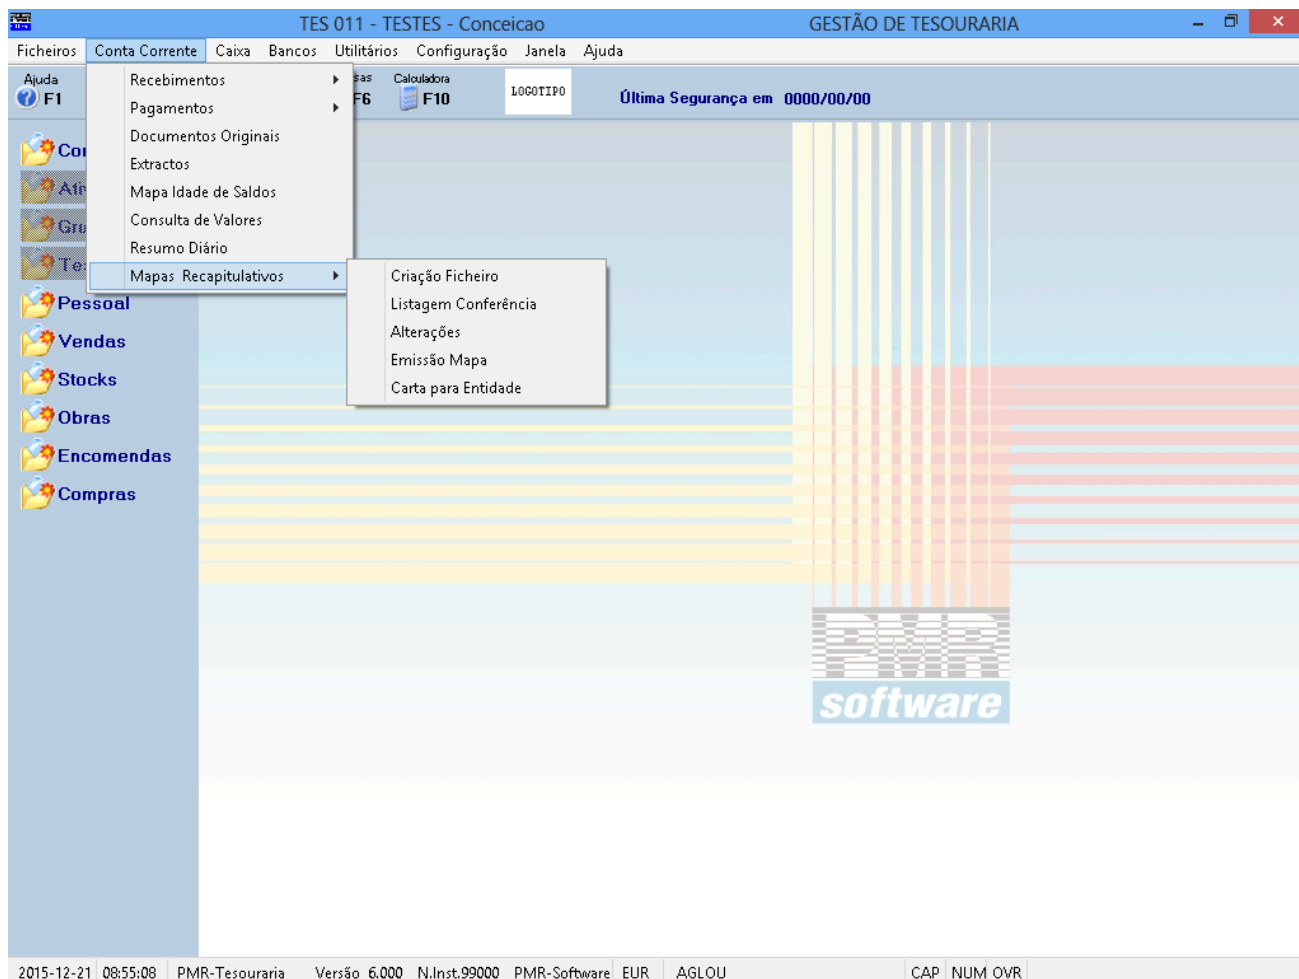 TES 011 - TESTES - Conceicao GESTÃO DE TESOURARIA
Ficheiros Conta Corrente Caixa Bancos Utilitários Configuração Janela Ajuda
Ajuda
F1
F6
Calculadora
F10
LOGOTIPO
Última Segurança em 0000/00/00
Recebimentos
Pagamentos
Documentos Originais
Extractos
Mapa Idade de Saldos
Consulta de Valores
Resumo Diário
Mapas Recapitulativos
Criação Ficheiro
Listagem Conferência
Alterações
Emissão Mapa
Carta para Entidade
Pessoal
Vendas
Stocks
Obras
Encomendas
Compras
PMR
software
2015-12-21 08:55:08 PMR-Tesouraria Versão 6.000 N.Inst.99000 PMR-Software EUR AGLOU CAP NUM OVR